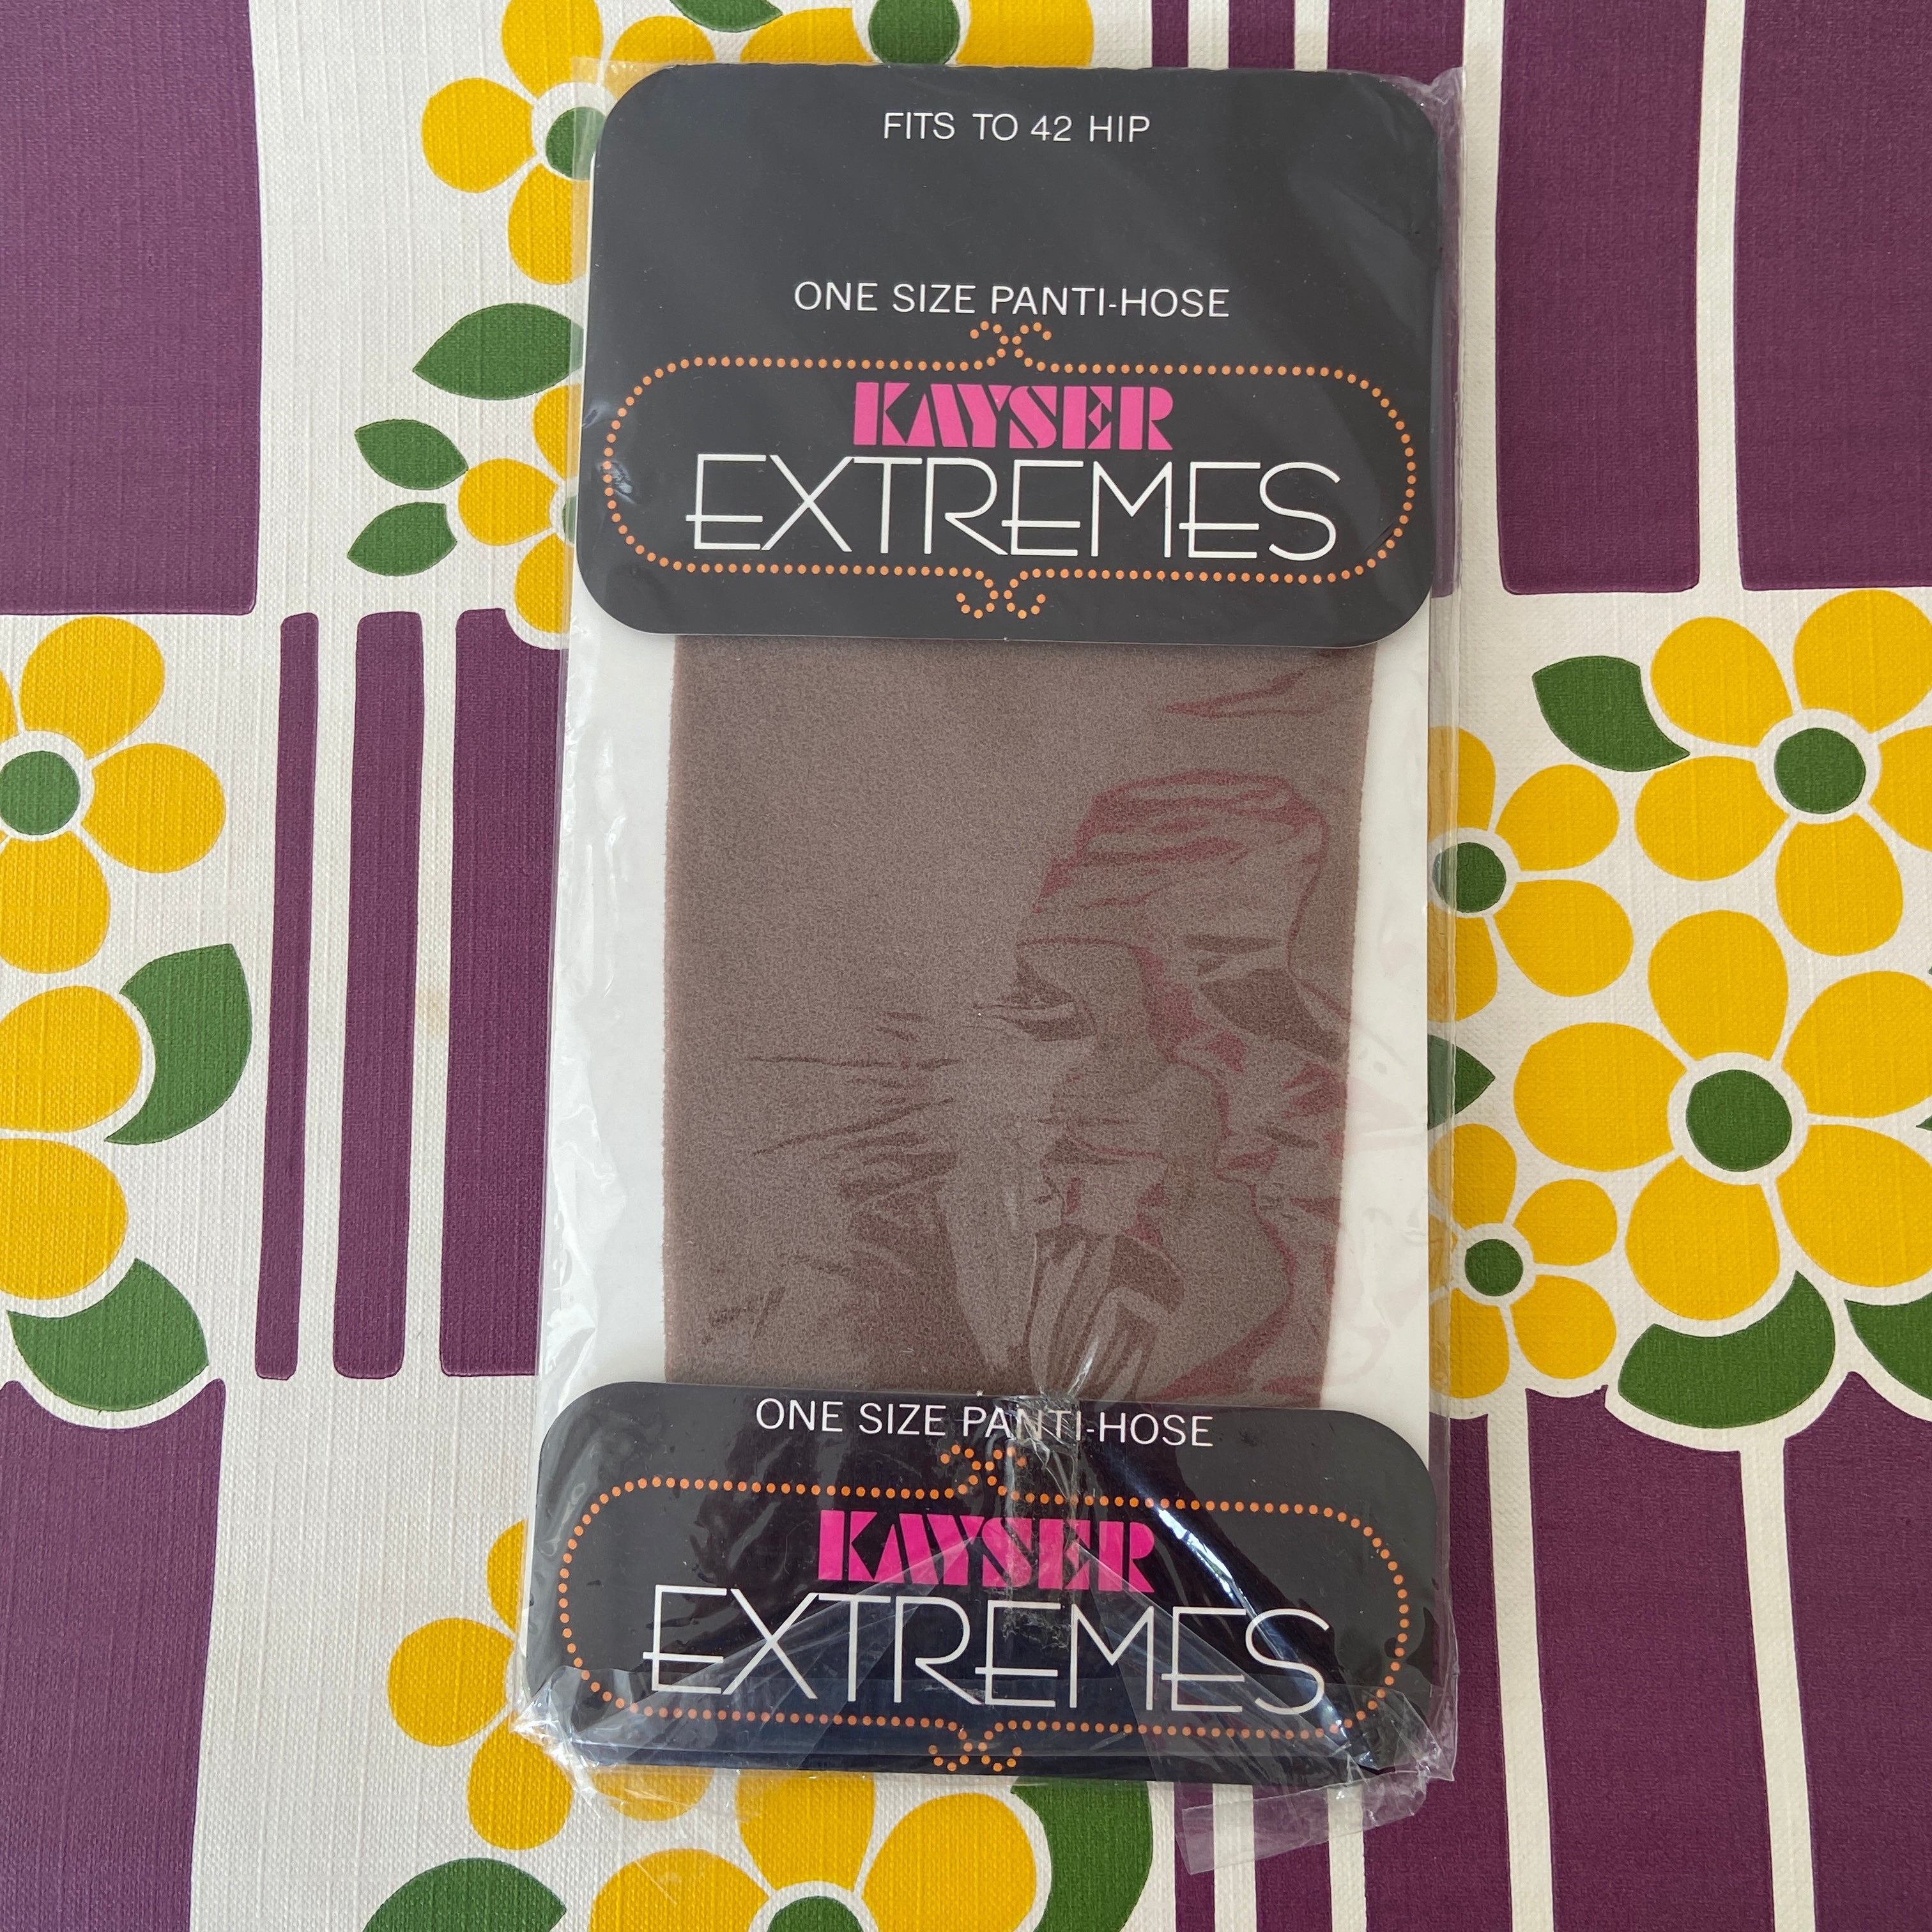 FITS TO 42 HIP
ONE SIZE PANTI-HOSE
KAYSER
EXTREMES
ONE SIZE PANTI-HOSE
KAYSER
EXTREMES